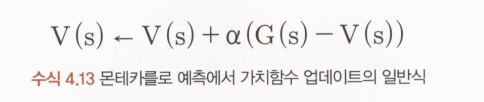 V(s) ← V(s) + α(G(s) − V(s))
수식 4.13 몬테카를로 예측에서 가치함수 업데이트의 일반식